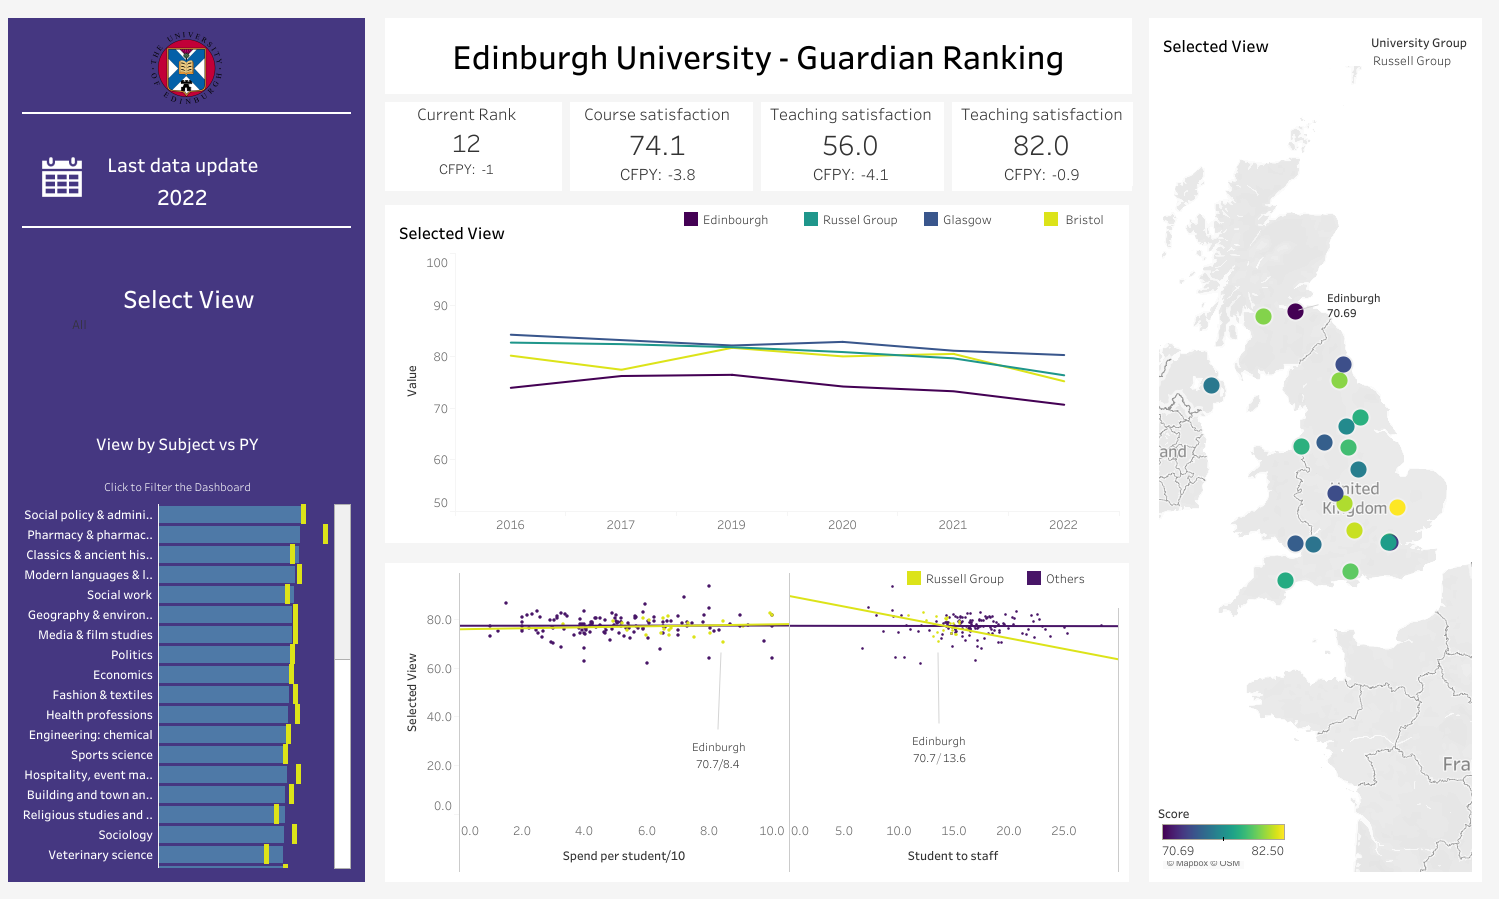 THE UNIVERSITY OF EDINBURGH
Last data update
2022
Select View
All
View by Subject vs PY
Click to Filter the Dashboard
Social policy & admini..
Pharmacy & pharmac..
Classics & ancient his..
Modern languages & l..
Social work
Geography & environ..
Media & film studies
Politics
Economics
Fashion & textiles
Health professions
Engineering: chemical
Sports science
Hospitality, event ma..
Building and town an..
Religious studies and ..
Sociology
Veterinary science
Edinburgh University - Guardian Ranking
Current Rank
12
CFPY: -1
Course satisfaction
74.1
CFPY: -3.8
Teaching satisfaction
56.0
CFPY: -4.1
Teaching satisfaction
82.0
CFPY: -0.9
Selected View
Edinbourgh
Russel Group
Glasgow
Bristol
Value
100
90
80
70
60
50
2016
2017
2019
2020
2021
2022
Russell Group
Others
Selected View
80.0
60.0
40.0
20.0
0.0
Edinburgh
70.7/8.4
Edinburgh
70.7/13.6
0.0 2.0 4.0 6.0 8.0 10.0
0.0 5.0 10.0 15.0 20.0 25.0
Spend per student/10
Student to staff
Selected View
University Group
Russell Group
Edinburgh
70.69
and
United
Kingdom
Fra
Score
70.69 82.50
© Mapbox © OSM